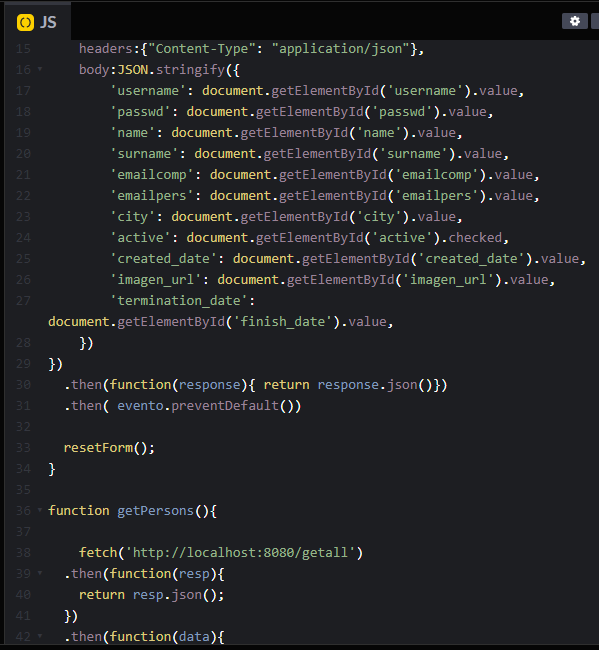 JS
15 headers:{"Content-Type": "application/json"},
16 body:JSON.stringify({
17 'username': document.getElementById('username').value,
18 'passwd': document.getElementById('passwd').value,
19 'name': document.getElementById('name').value,
20 'surname': document.getElementById('surname').value,
21 'emailcomp': document.getElementById('emailcomp').value,
22 'emailpers': document.getElementById('emailpers').value,
23 'city': document.getElementById('city').value,
24 'active': document.getElementById('active').checked,
25 'created_date': document.getElementById('created_date').value,
26 'imagen_url': document.getElementById('imagen_url').value,
27 'termination_date':
document.getElementById('finish_date').value,
28 })
29 })
30 .then(function(response){ return response.json()})
31 .then( evento.preventDefault())
32
33 resetForm();
34 }
35
36 function getPersons(){
37
38 fetch('http://localhost:8080/getall')
39 .then(function(resp){
40 return resp.json();
41 })
42 .then(function(data){